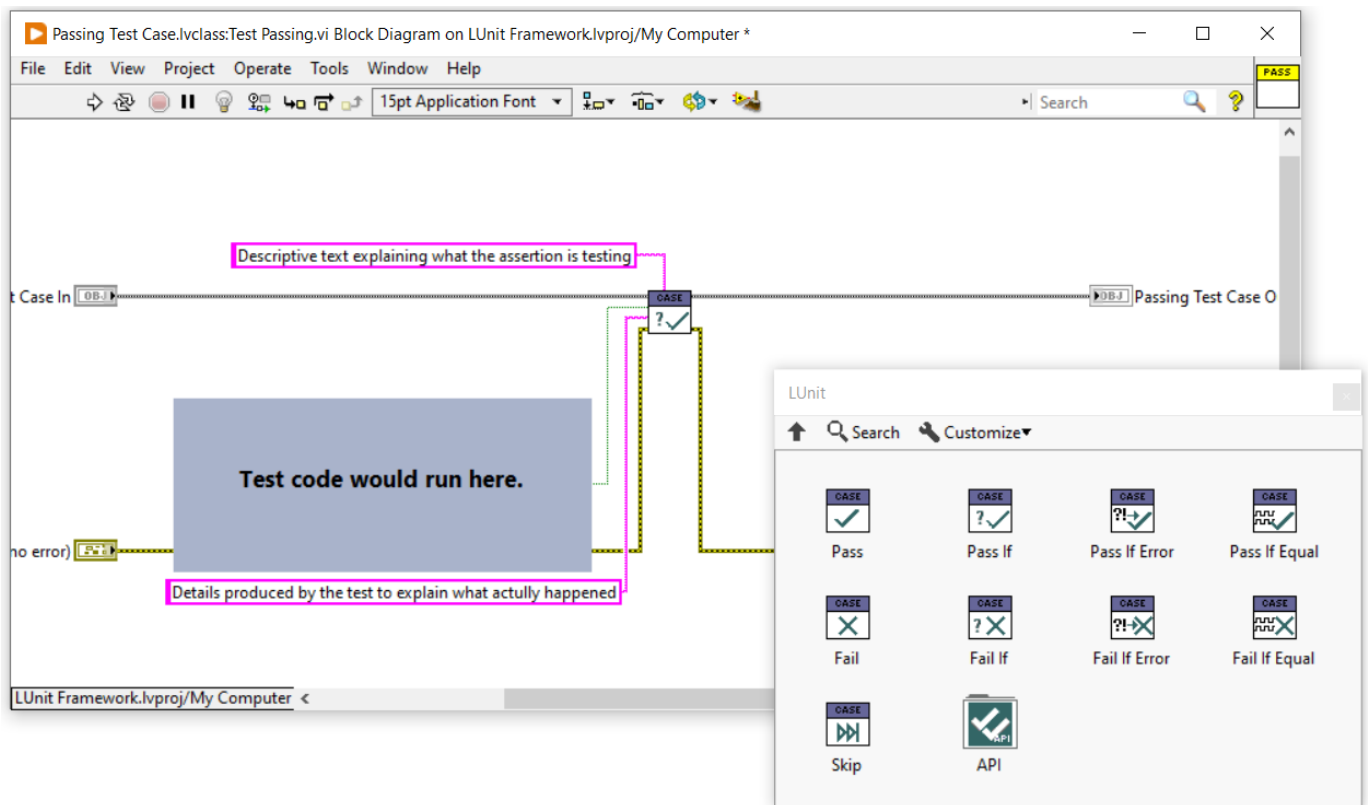 Passing Test Case.lvclass:Test Passing.vi Block Diagram on LUnit Framework.lvproj/My Computer *
File Edit View Project Operate Tools Window Help
PASS
15pt Application Font
Search
Descriptive text explaining what the assertion is testing
t Case In OBJ
CASE
?
OBJ Passing Test Case O
LUnit
Search Customize
Test code would run here.
no error)
Details produced by the test to explain what actully happened
CASE CASE CASE CASE
? ?!
Pass Pass If Pass If Error Pass If Equal
CASE CASE CASE CASE
? ?!
Fail Fail If Fail If Error Fail If Equal
LUnit Framework.lvproj/My Computer
CASE
API
Skip API